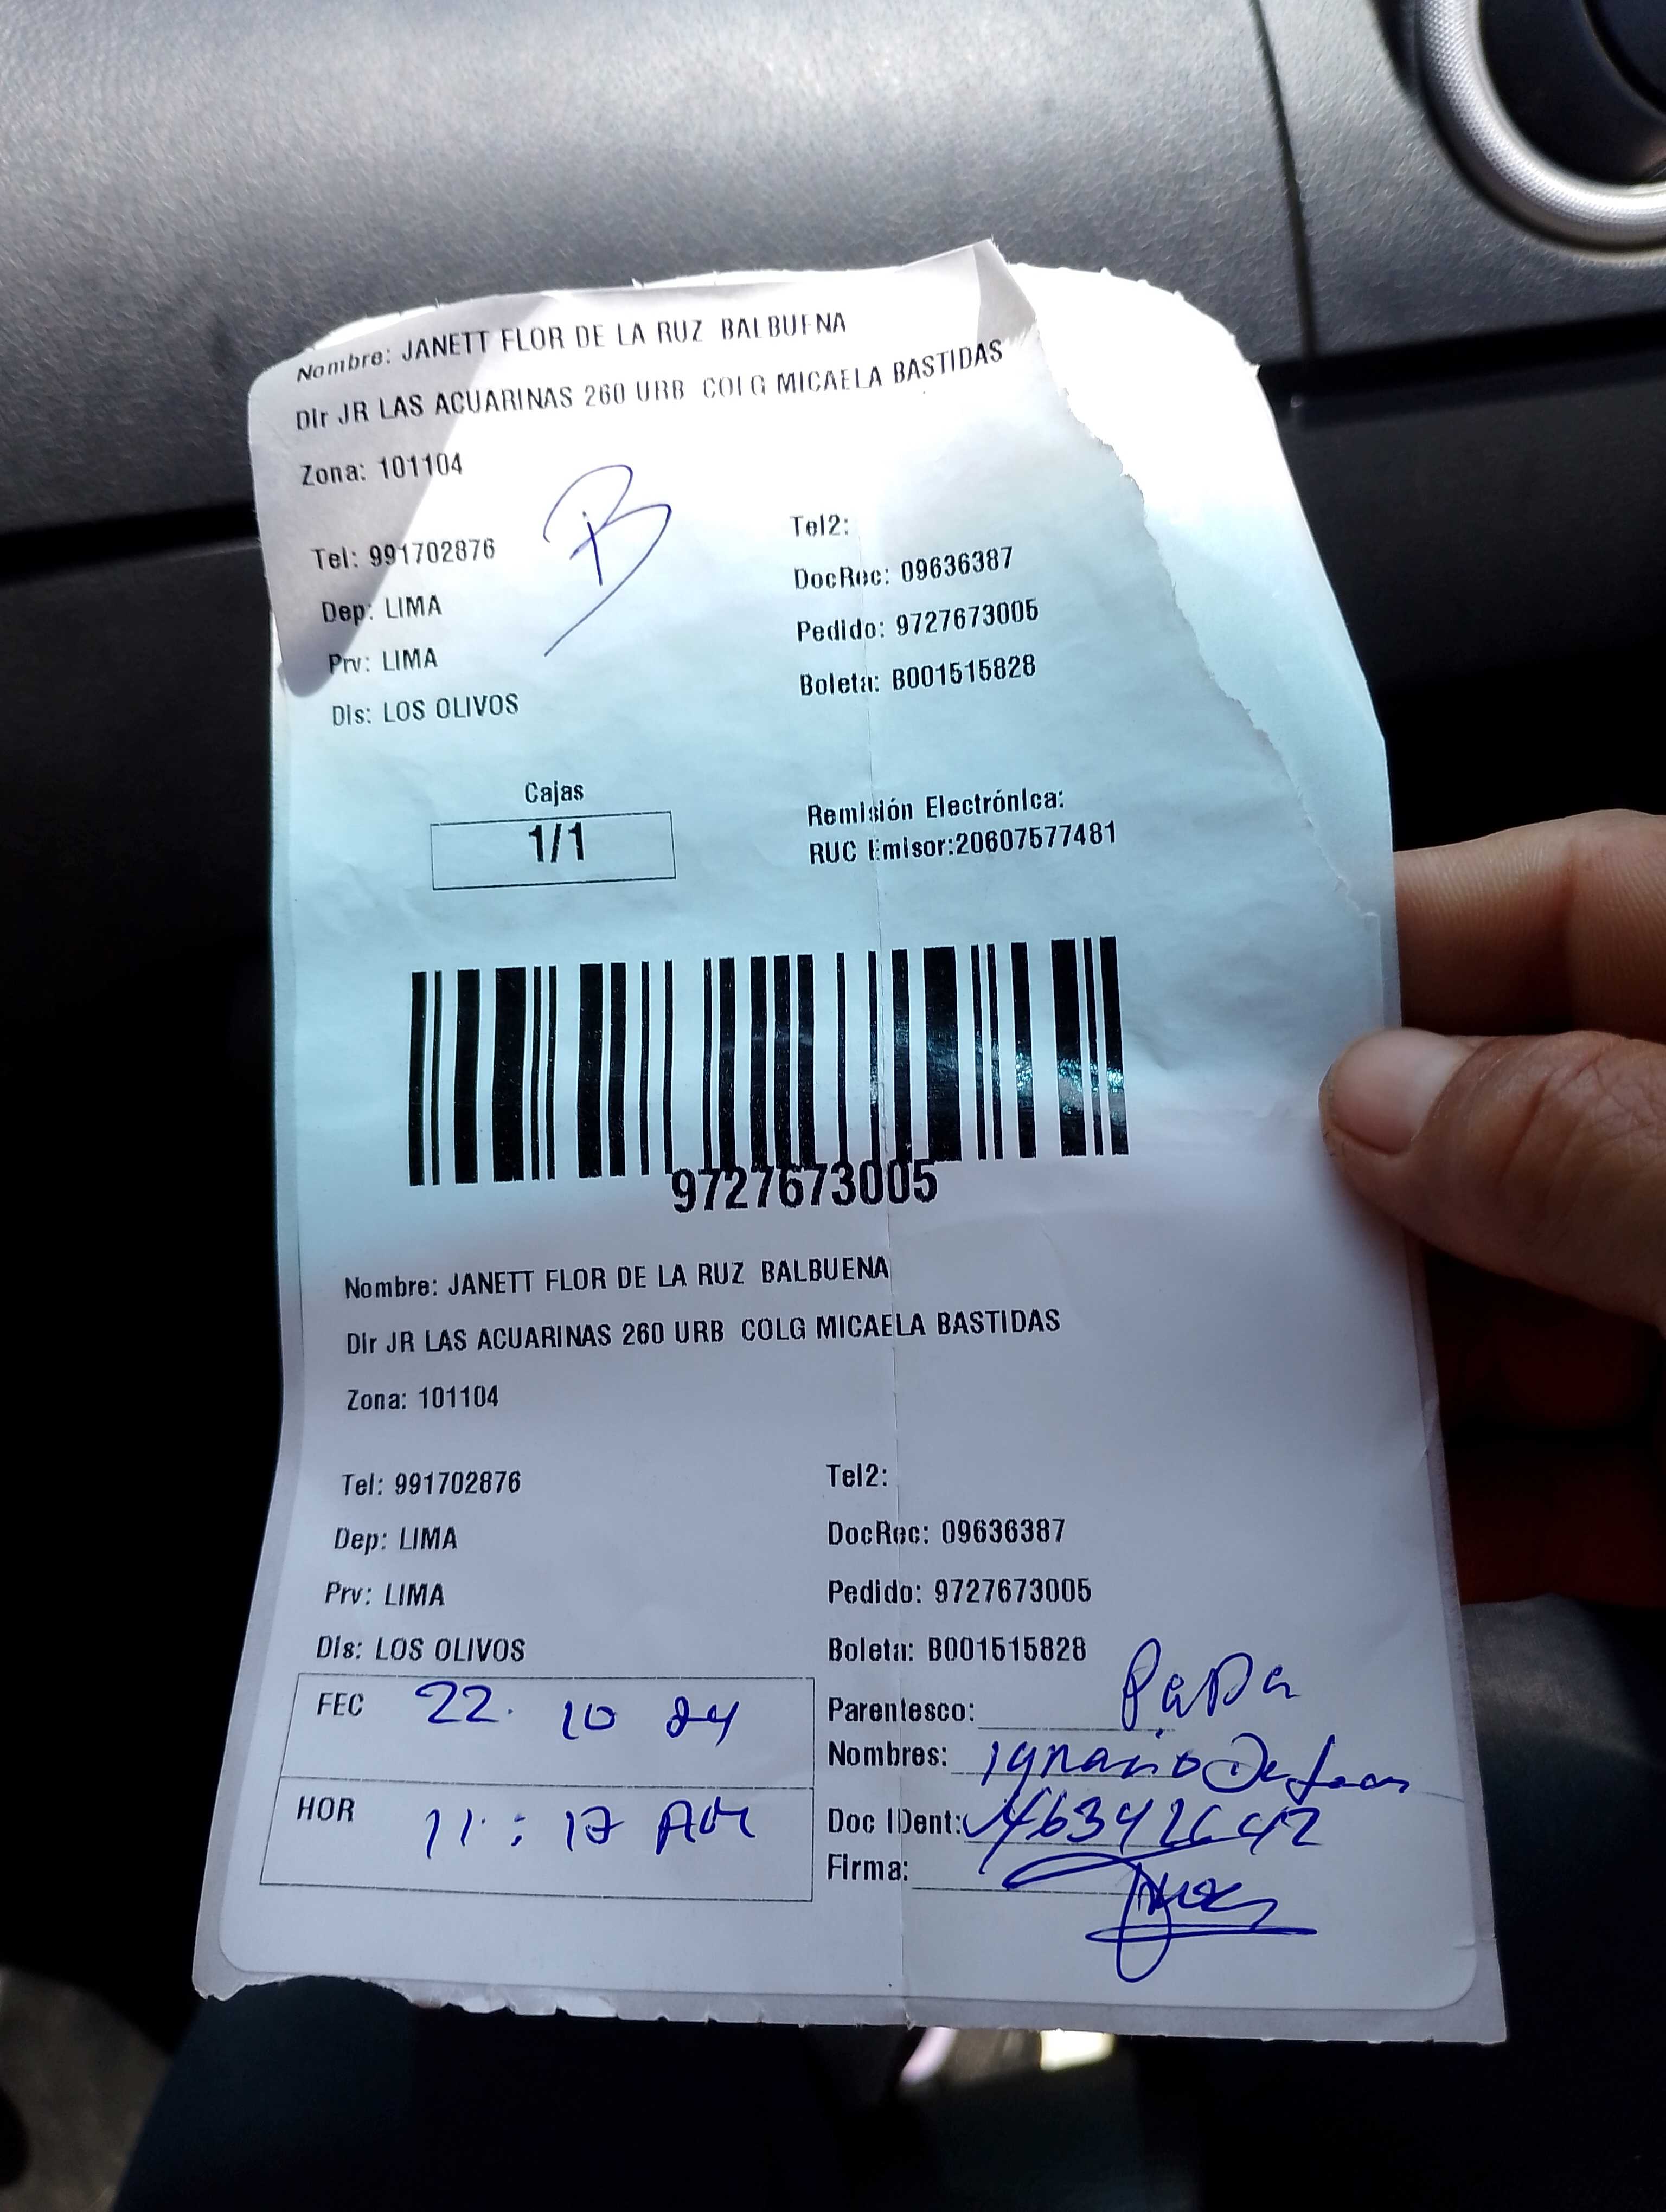 Nombre: JANETT FLOR DE LA RUZ BALBUENA
Dir JR LAS ACUARINAS 260 URB COLG MICAELA BASTIDAS
Zona: 101104
B
Tel: 991702876 Tel2:
Dep: LIMA DocRec: 09636387
Prv: LIMA Pedido: 9727673005
Dis: LOS OLIVOS Boleta: B001515828
Cajas
1/1
Remisión Electrónica:
RUC Emisor:20607577481
9727673005
Nombre: JANETT FLOR DE LA RUZ BALBUENA
Dir JR LAS ACUARINAS 260 URB COLG MICAELA BASTIDAS
Zona: 101104
Tel: 991702876 Tel2:
Dep: LIMA DocRec: 09636387
Prv: LIMA Pedido: 9727673005
Dis: LOS OLIVOS Boleta: B001515828
FEC 22. 10 24 Parentesco: Papa
Nombres: Ignacio
HOR 11:17 AM Doc IDent:
Firma: